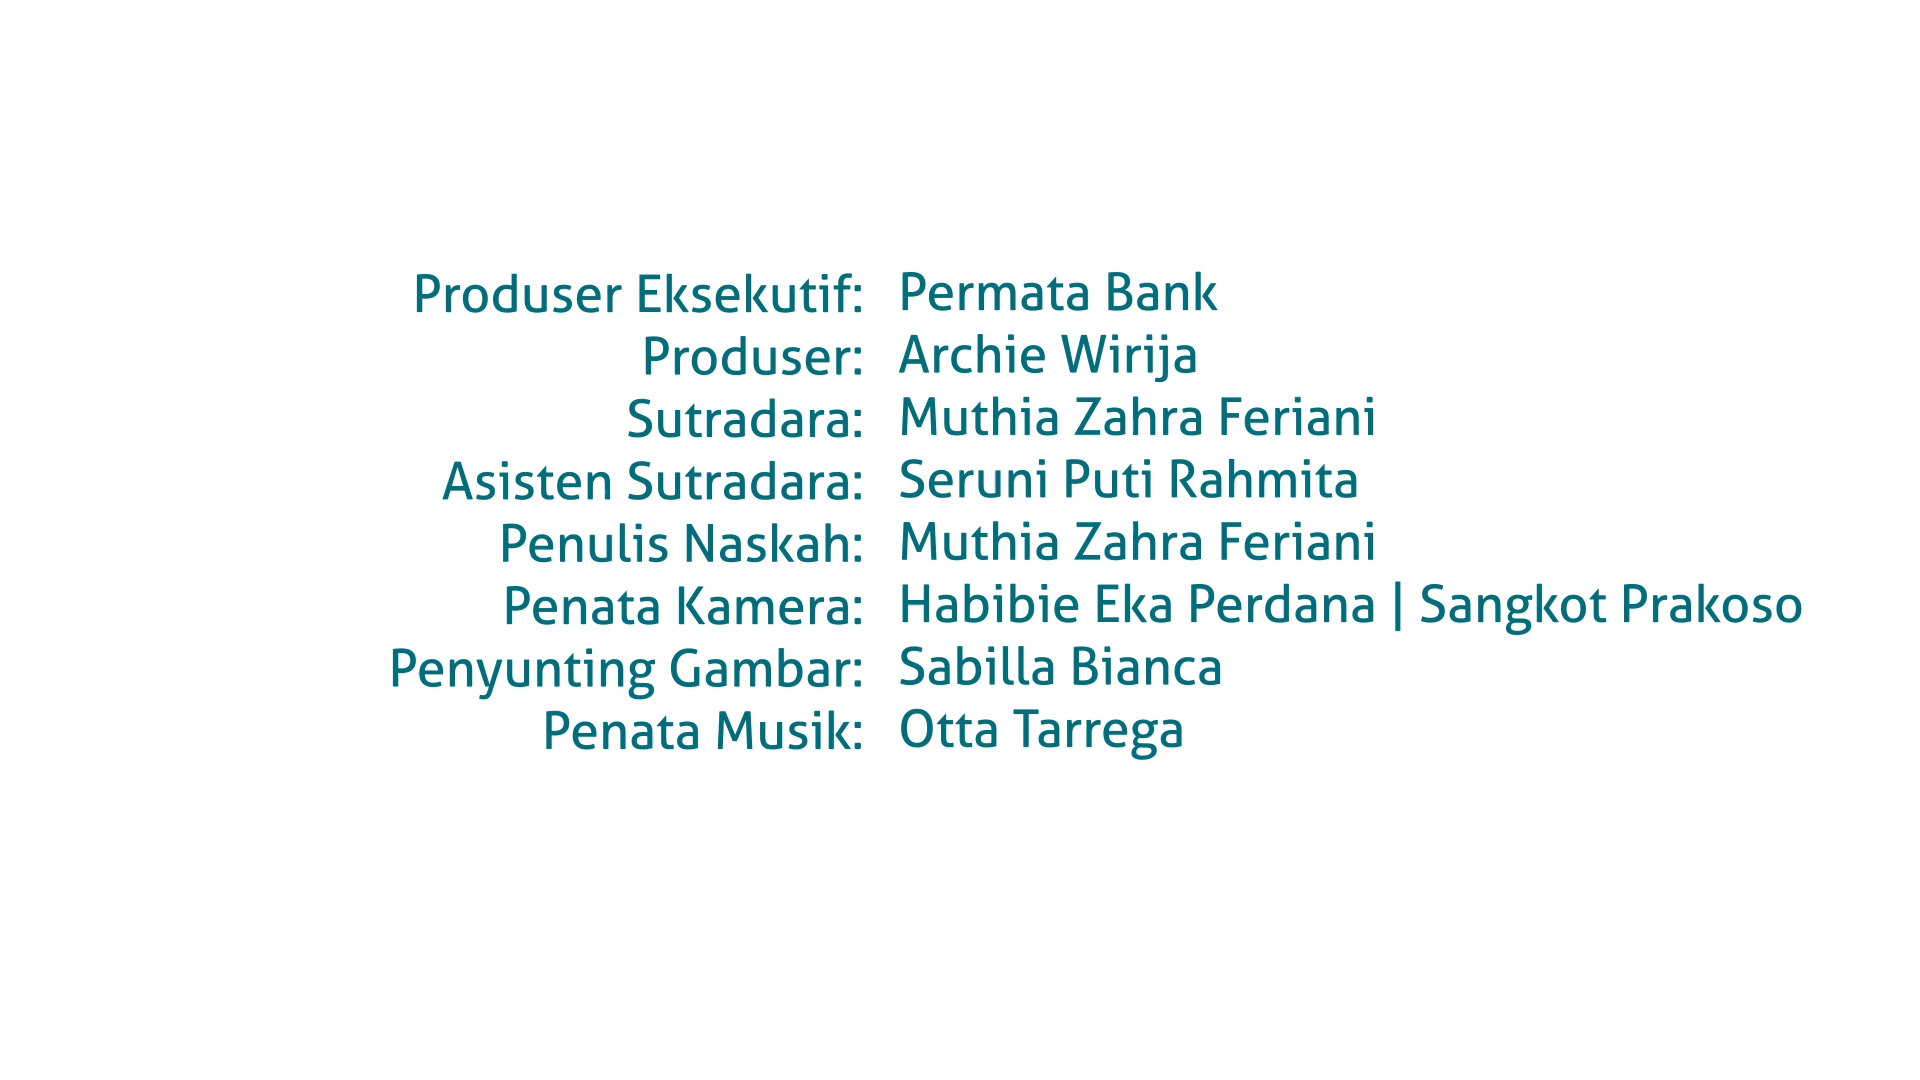 Produser Eksekutif: Permata Bank
Produser: Archie Wirija
Sutradara: Muthia Zahra Feriani
Asisten Sutradara: Seruni Puti Rahmita
Penulis Naskah: Muthia Zahra Feriani
Penata Kamera: Habibie Eka Perdana | Sangkot Prakoso
Penyunting Gambar: Sabilla Bianca
Penata Musik: Otta Tarrega